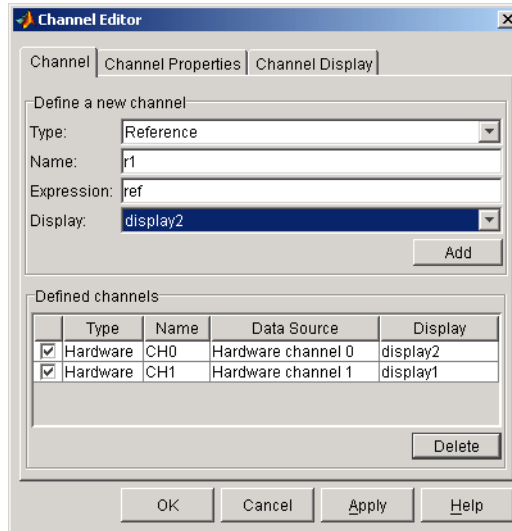 Channel Editor
Channel Channel Properties Channel Display
Define a new channel
Type: Reference
Name: r1
Expression: ref
Display: display2
Add
Defined channels
Type Name Data Source Display
Hardware CH0 Hardware channel 0 display2
Hardware CH1 Hardware channel 1 display1
Delete
OK Cancel Apply Help